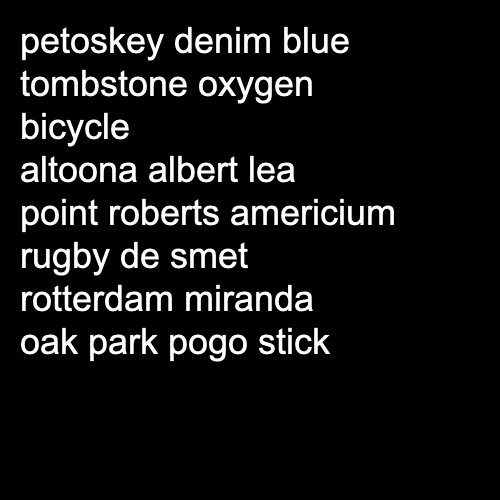 petoskey denim blue
tombstone oxygen
bicycle
altoona albert lea
point roberts americium
rugby de smet
rotterdam miranda
oak park pogo stick